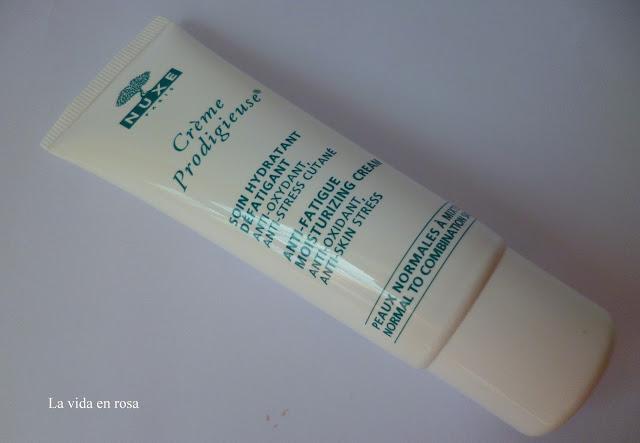 NUXE
PARIS
Crème
Prodigieuse®
SOIN HYDRATANT
DÉFATIGANT
ANTI-OXYDANT,
ANTI-STRESS CUTANÉ
ANTI-FATIGUE
MOISTURIZING CREAM
ANTI-OXIDANT,
ANTI-SKIN STRESS
PEAUX NORMALES À
NORMAL TO COMBINATION
La vida en rosa